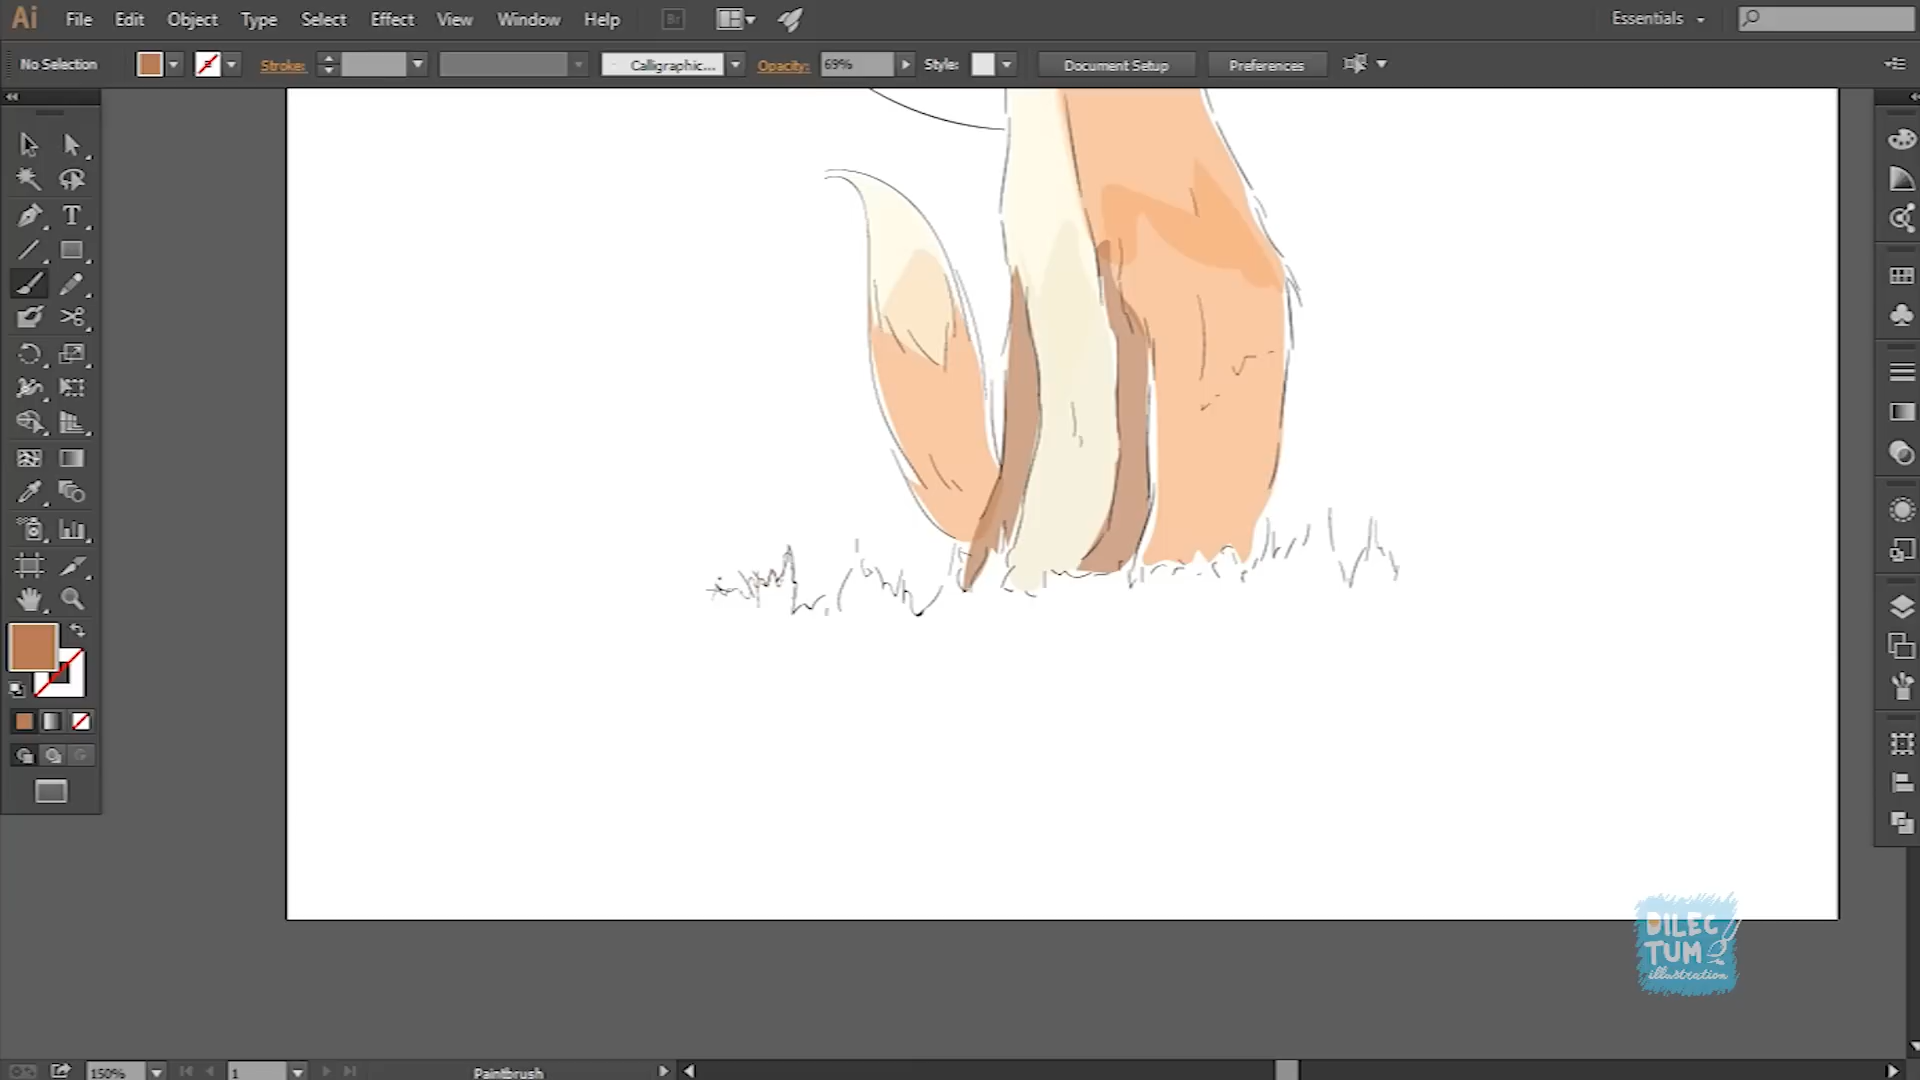 Ai File Edit Object Type Select Effect View Window Help Br Essentials
No Selection Stroke: Calligraphic... Opacity: 69% Style: Document Setup Preferences
T
DILEC
TUM
illustration
150% 1 Paintbrush